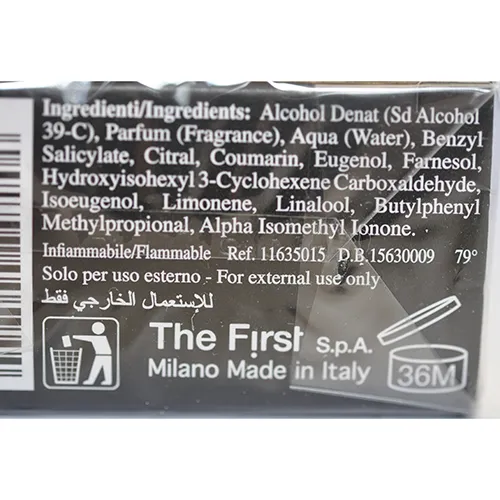 Ingredienti/Ingredients: Alcohol Denat (Sd Alcohol
39-C), Parfum (Fragrance), Aqua (Water), Benzyl
Salicylate, Citral, Coumarin, Eugenol, Farnesol,
Hydroxyisohexyl 3-Cyclohexene Carboxaldehyde,
Isoeugenol, Limonene, Linalool, Butylphenyl
Methylpropional, Alpha Isomethyl Ionone.
Infiammabile/Flammable Ref. 11635015 D.B.15630009 79°
Solo per uso esterno - For external use only
للإستعمال الخارجي فقط
The First S.p.A.
Milano Made in Italy
36M